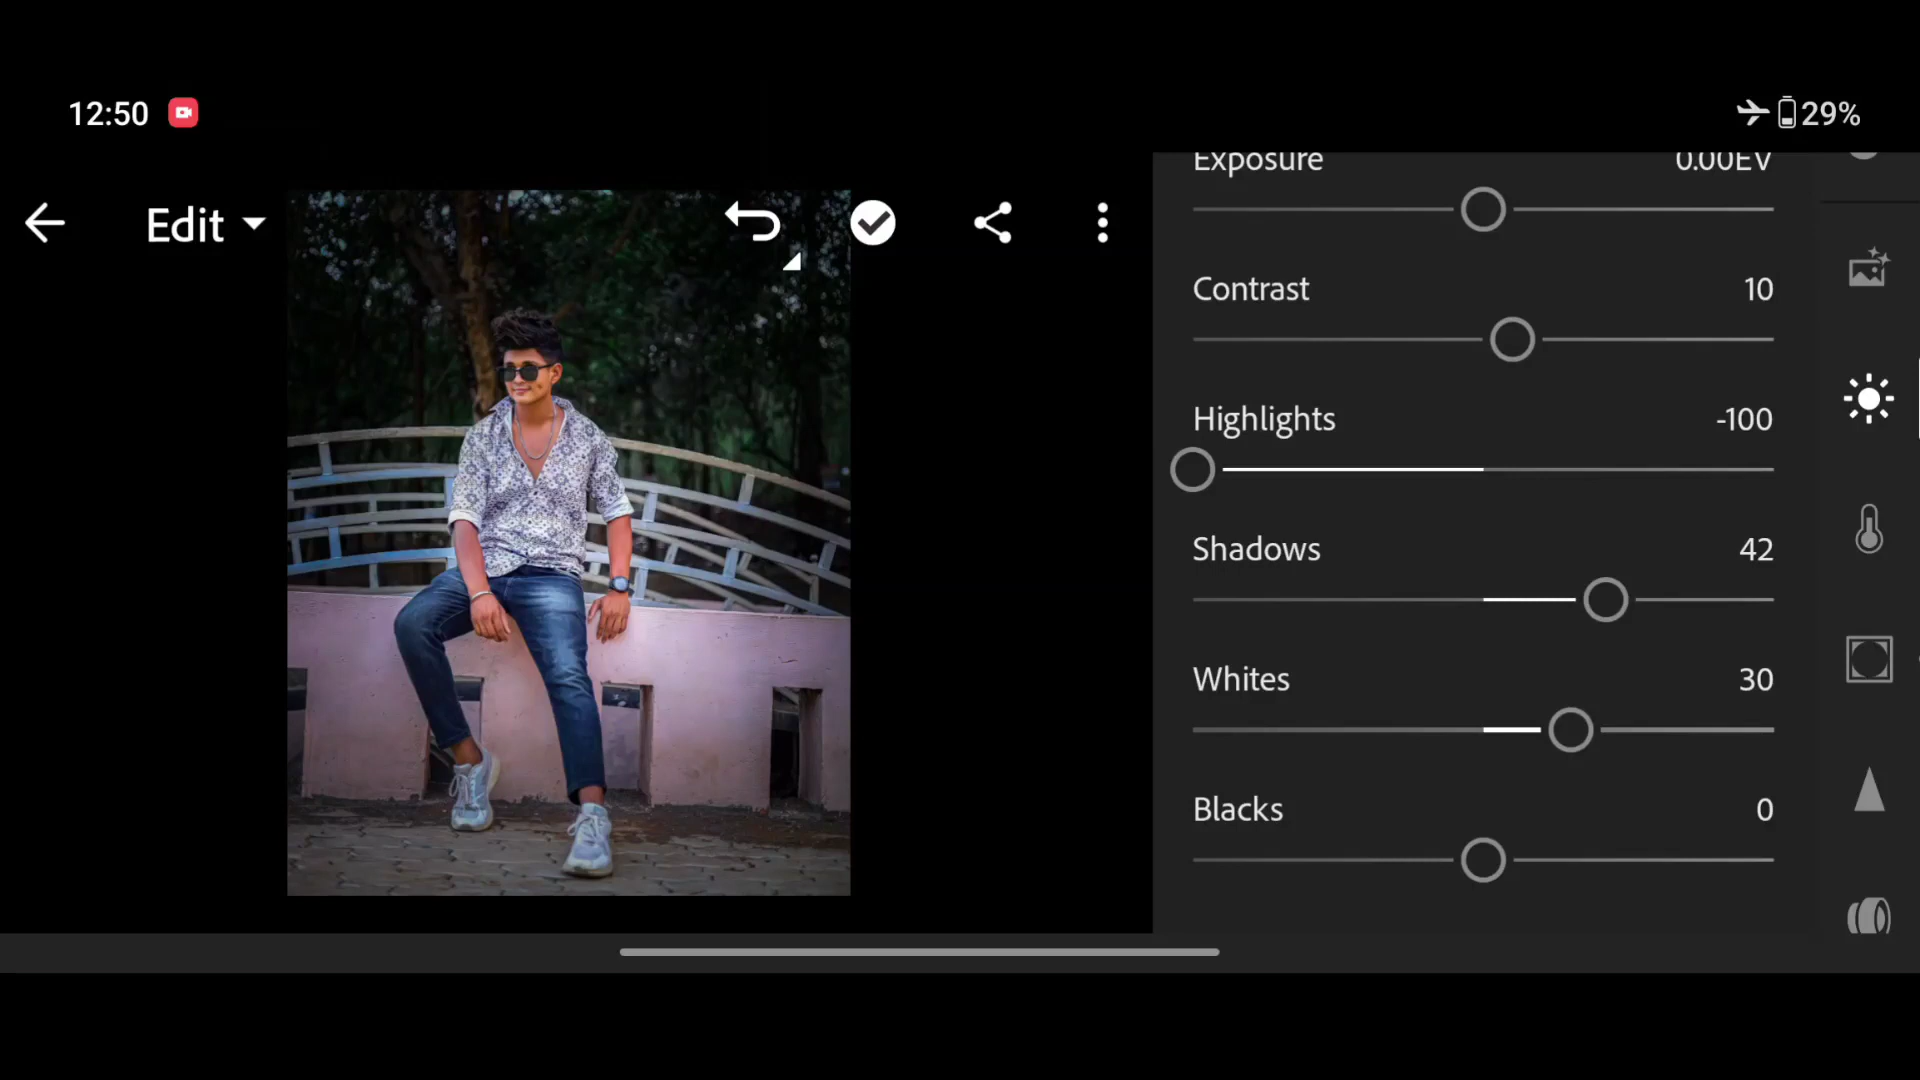 12:50
29%
Edit
Exposure 0.00EV
Contrast 10
Highlights -100
Shadows 42
Whites 30
Blacks 0